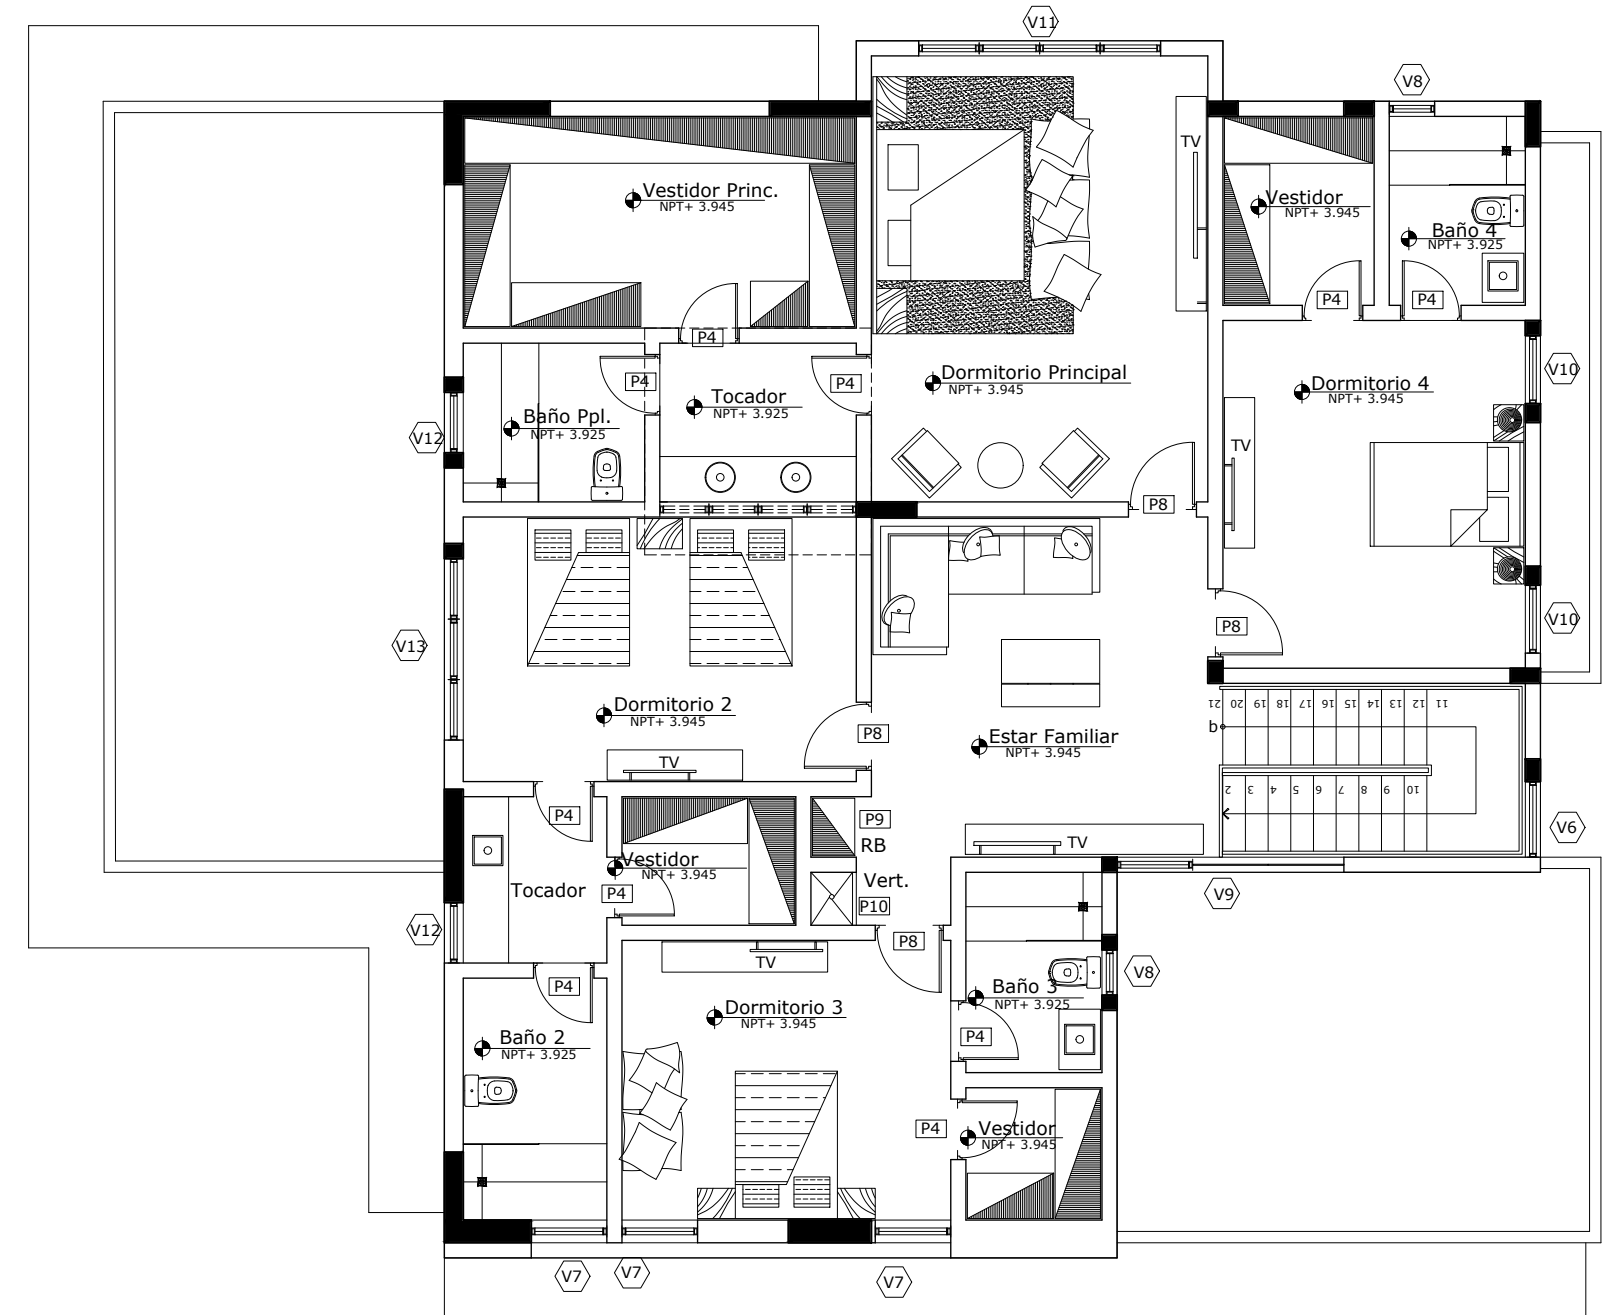 V11
V8
TV
Vestidor Princ.
NPT+ 3.945
Vestidor
NPT+ 3.945
Baño 4
NPT+ 3.925
P4
P4
P4
P4
P4
Tocador
NPT+ 3.925
Dormitorio Principal
NPT+ 3.945
Dormitorio 4
NPT+ 3.945
V10
Baño Ppl.
NPT+ 3.925
V12
TV
P8
V13
P8
V10
Dormitorio 2
NPT+ 3.945
P8
Estar Familiar
NPT+ 3.945
21 20 19 18 17 16 15 14 13 12 11
b
TV
2 3 4 5 6 7 8 9 10
P4
P9
RB
TV
V6
Vestidor
NPT+ 3.945
Tocador
P4
Vert.
P10
V9
V12
P8
TV
V8
P4
Baño 3
NPT+ 3.925
Dormitorio 3
NPT+ 3.945
Baño 2
NPT+ 3.925
P4
P4
Vestidor
NPT+ 3.945
V7
V7
V7